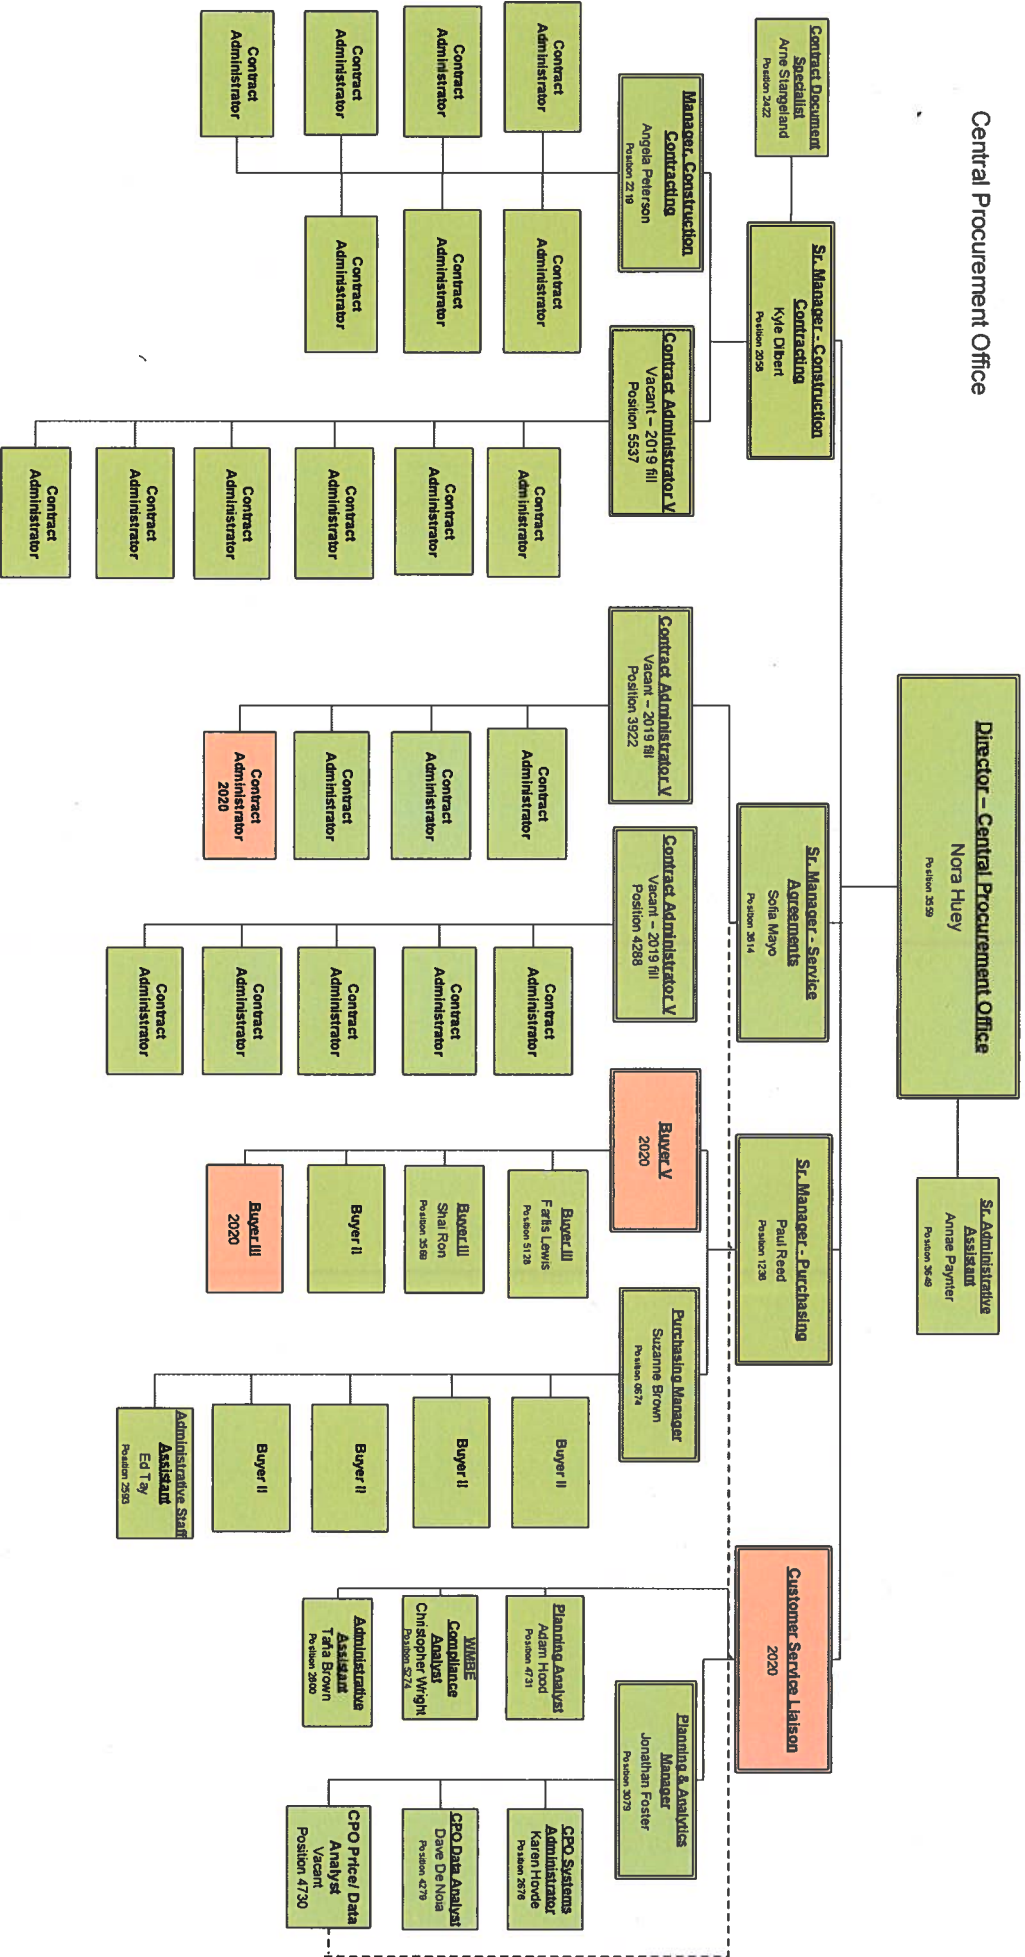 Central Procurement Office
Director – Central Procurement Office
Nora Huey
Position 3559
Sr. Administrative
Assistant
Annae Paynter
Position 3649
Contract Document
Specialist
Arne Stangeland
Position 2422
Sr. Manager - Construction
Contracting
Kyle Dilbert
Position 2058
Sr. Manager - Service
Agreements
Sofia Mayo
Position 3614
Sr. Manager - Purchasing
Paul Reed
Position 1236
Customer Service Liaison
2020
Manager, Construction
Contracting
Angela Peterson
Position 2219
Contract Administrator V
Vacant – 2019 fill
Position 5537
Contract Administrator V
Vacant – 2019 fill
Position 3922
Contract Administrator V
Vacant – 2019 fill
Position 4288
Buyer V
2020
Purchasing Manager
Suzanne Brown
Position 0674
Planning & Analytics
Manager
Jonathan Foster
Position 3079
Contract
Administrator
Contract
Administrator
Contract
Administrator
Contract
Administrator
Contract
Administrator
Contract
Administrator
Contract
Administrator
Contract
Administrator
Contract
Administrator
Contract
Administrator
Contract
Administrator
Contract
Administrator
Contract
Administrator
Contract
Administrator
Contract
Administrator
Contract
Administrator
Contract
Administrator
2020
Contract
Administrator
Contract
Administrator
Contract
Administrator
Contract
Administrator
Contract
Administrator
Buyer III
Farlis Lewis
Position 5128
Buyer III
Shai Ron
Position 3569
Buyer II
Buyer III
2020
Buyer II
Buyer II
Buyer II
Buyer II
Administrative Staff
Assistant
Ed Tay
Position 2593
Planning Analyst
Adam Hood
Position 4731
WMBE
Compliance
Analyst
Christopher Wright
Position 5274
Administrative
Assistant
Taña Brown
Position 2600
CPO Systems
Administrator
Karen Hovde
Position 2676
CPO Data Analyst
Dave De Noia
Position 4279
CPO Price/ Data
Analyst
Vacant
Position 4730